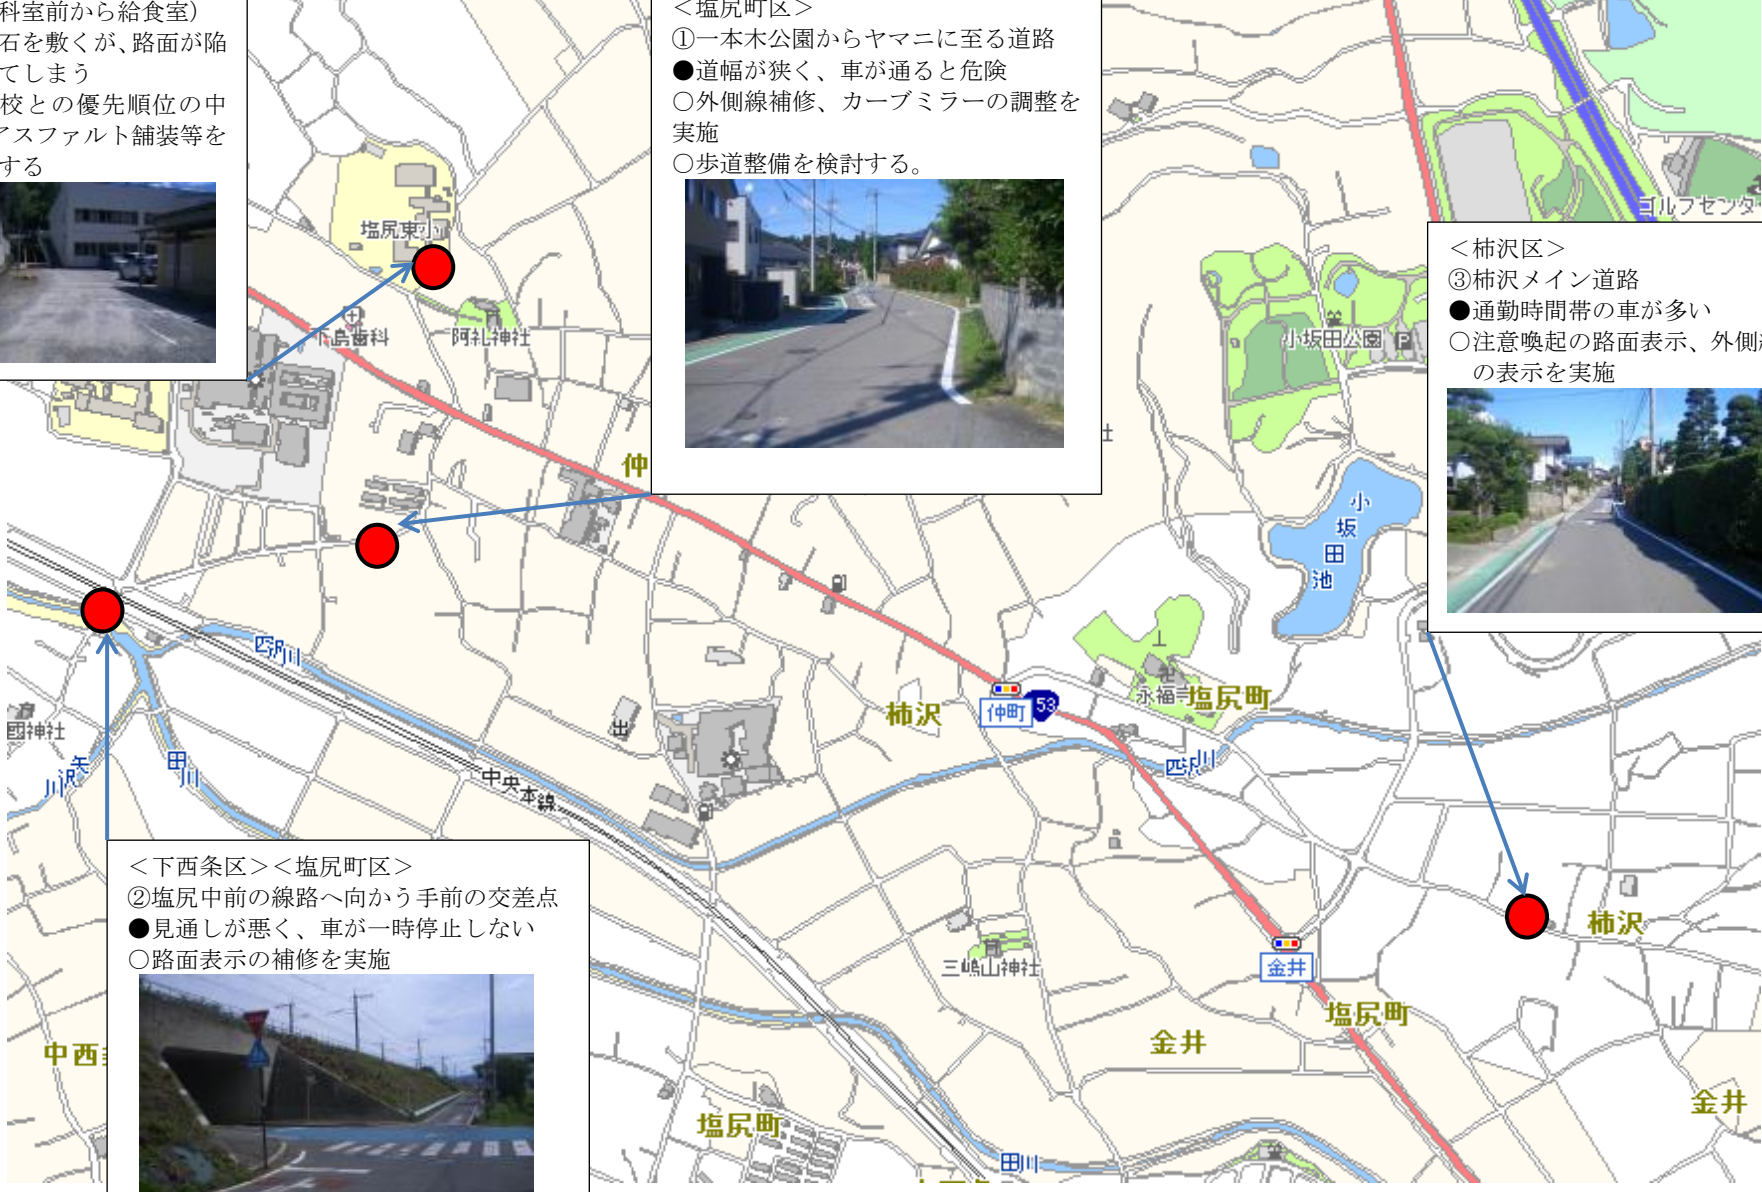 科室前から給食室）
石を敷くが、路面が陥
てしまう
校との優先順位の中
アスファルト舗装等を
する
＜塩尻町区＞
①一本木公園からヤマニに至る道路
●道幅が狭く、車が通ると危険
○外側線補修、カーブミラーの調整を
実施
○歩道整備を検討する。
＜柿沢区＞
③柿沢メイン道路
●通勤時間帯の車が多い
○注意喚起の路面表示、外側
の表示を実施
＜下西条区＞＜塩尻町区＞
②塩尻中前の線路へ向かう手前の交差点
●見通しが悪く、車が一時停止しない
○路面表示の補修を実施
塩尻東小
下島歯科
阿礼神社
ゴルフセンター
小坂田公園
P
仲
小坂田池
四沢川
國神社
矢沢川
田川
中央本線
柿沢
仲町
53
永福寺
塩尻町
四沢川
三嶋山神社
金井
柿沢
塩尻町
金井
金井
中西
塩尻町
田川